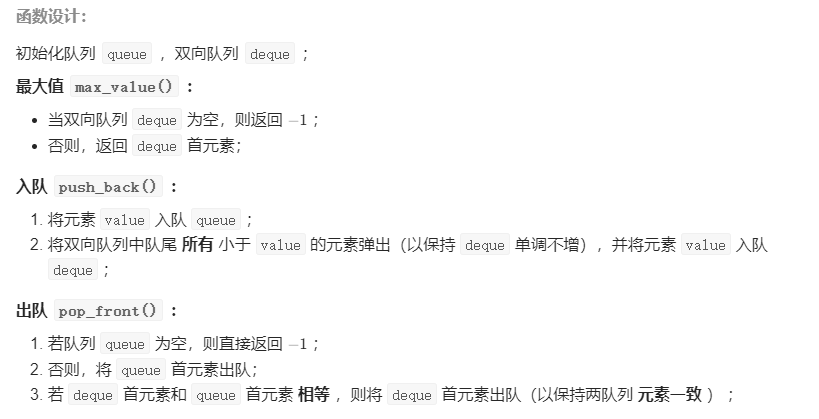 函数设计：
初始化队列 queue ，双向队列 deque ；
最大值 max_value() ：
• 当双向队列 deque 为空，则返回 −1 ；
• 否则，返回 deque 首元素；
入队 push_back() ：
1. 将元素 value 入队 queue ；
2. 将双向队列中队尾 所有 小于 value 的元素弹出（以保持 deque 单调不增），并将元素 value 入队
deque ；
出队 pop_front() ：
1. 若队列 queue 为空，则直接返回 −1 ；
2. 否则，将 queue 首元素出队；
3. 若 deque 首元素和 queue 首元素 相等 ，则将 deque 首元素出队（以保持两队列 元素一致 ） ；